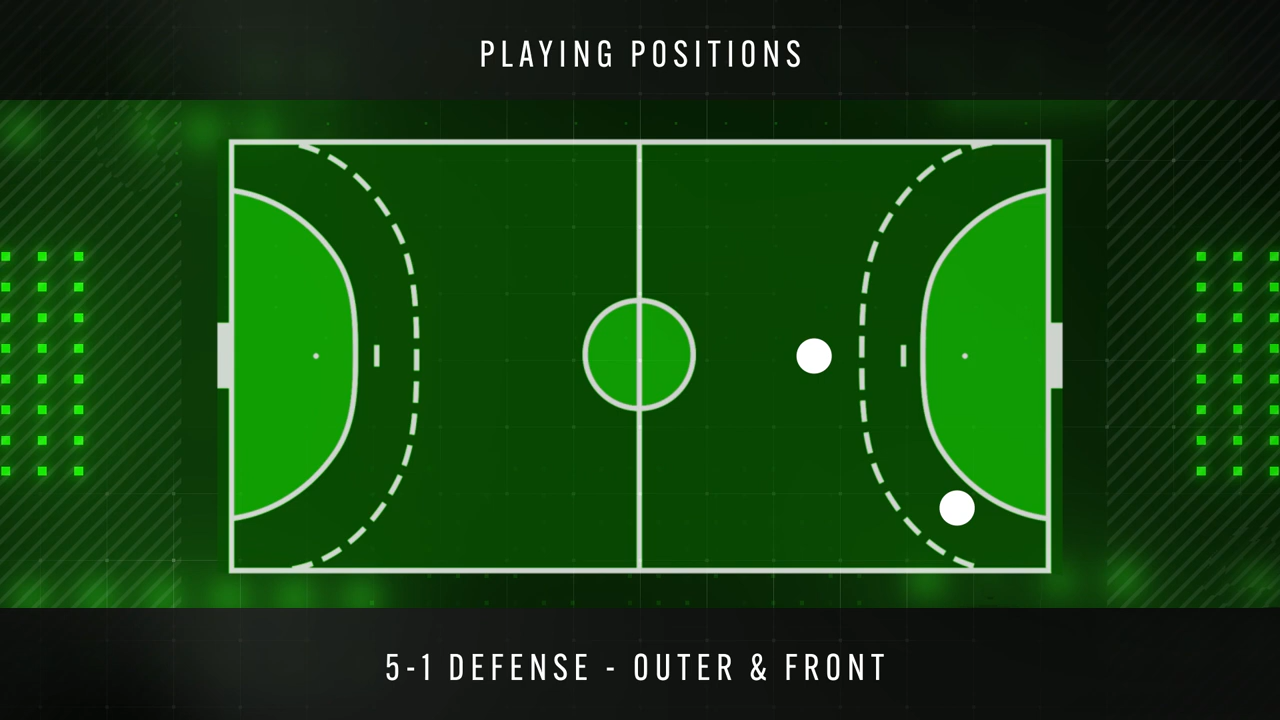 PLAYING POSITIONS
5-1 DEFENSE - OUTER & FRONT